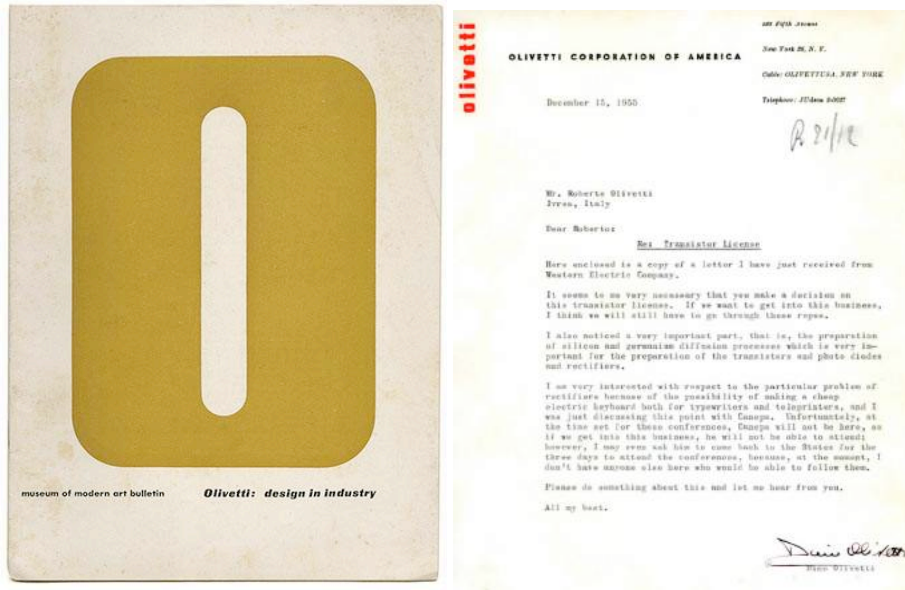 museum of modern art bulletin
Olivetti: design in industry
olivetti
OLIVETTI CORPORATION OF AMERICA
Fifth Avenue
New York 36, N. Y.
Cable: OLIVETTUSA, NEW YORK
Telephone: JUdson
December 15, 1955
Mr. Roberto Olivetti
Ivrea, Italy
Dear Roberto:
Re: Transistor License
Here enclosed is a copy of a letter I have just received from
Western Electric Company.
It seems to me very necessary that you make a decision on
this transistor license. If we want to get into this business,
I think we will still have to go through these ropes.
I also noticed a very important part, that is, the preparation
of silicon and germanium diffusion processes which is very im-
portant for the preparation of the transistors and photo diodes
and rectifiers.
I am very interested with respect to the particular problem of
rectifiers because of the possibility of making a cheap
electric keyboard both for typewriters and teleprinters, and I
was just discussing this point with Canepa. Unfortunately, at
the time set for these conferences, Canepa will not be here, so
if we get into this business, he will not be able to attend;
however, I may even ask him to come back to the States for the
three days to attend the conferences, because, at the moment, I
don't have anyone else here who would be able to follow them.
Please do something about this and let me hear from you.
All my best.
Dino Olivetti
Dino Olivetti